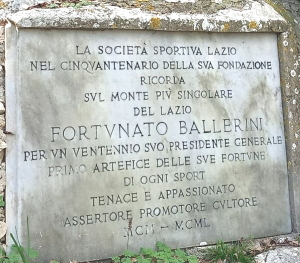 LA SOCIETÀ SPORTIVA LAZIO
NEL CINQVANTENARIO DELLA SVA FONDAZIONE
RICORDA
SVL MONTE PIV SINGOLARE
DEL LAZIO
FORTVNATO BALLERINI
PER VN VENTENNIO SVO PRESIDENTE GENERALE
PRIMO ARTEFICE DELLE SVE FORTVNE
DI OGNI SPORT
TENACE E APPASSIONATO
ASSERTORE PROMOTORE CVLTORE
– MCML